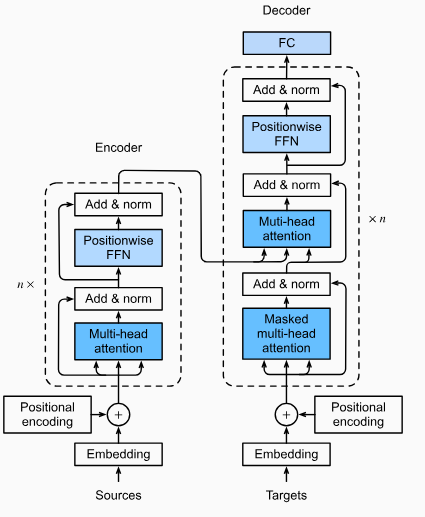 Decoder
FC
Add & norm
Positionwise
FFN
Add & norm
Muti-head
attention
× n
Add & norm
Masked
multi-head
attention
Positional
encoding
+
Embedding
Targets
Encoder
Add & norm
Positionwise
FFN
n ×
Add & norm
Multi-head
attention
Positional
encoding
+
Embedding
Sources